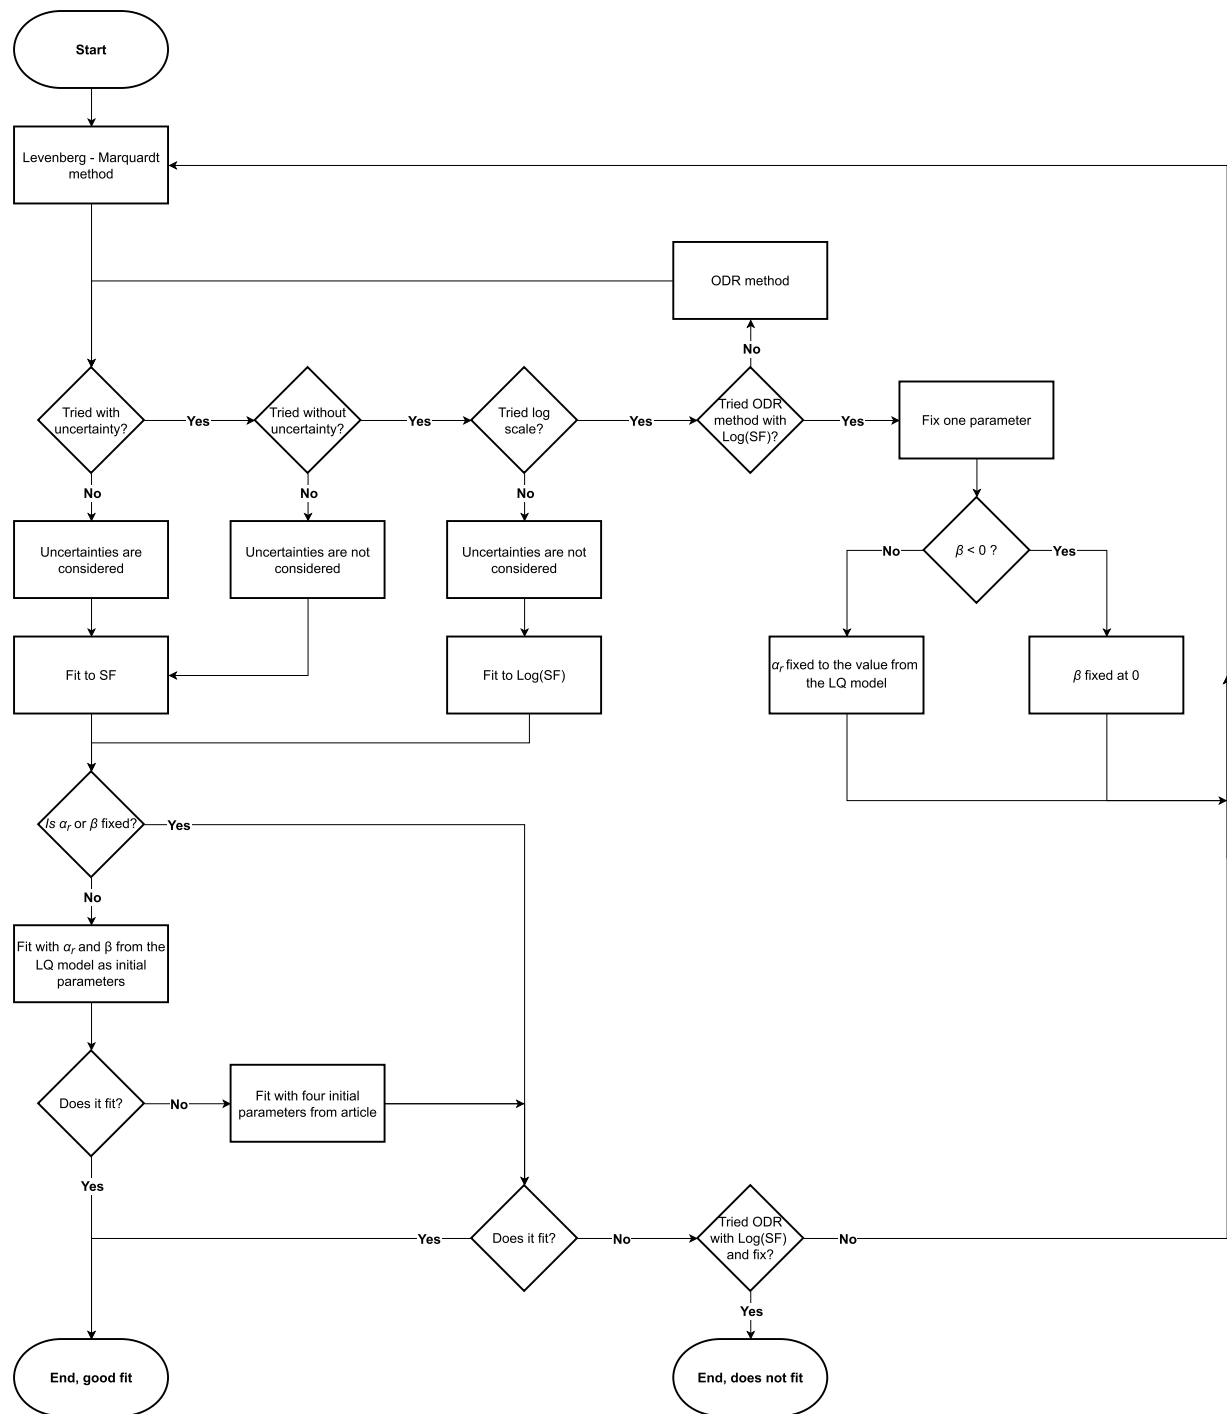 Start
Levenberg - Marquardt
method
ODR method
No
Tried with
uncertainty?
Yes
Tried without
uncertainty?
Yes
Tried log
scale?
Yes
Tried ODR
method with
Log(SF)?
Yes
Fix one parameter
No
No
No
Uncertainties are
considered
Uncertainties are not
considered
Uncertainties are not
considered
No
β < 0 ?
Yes
Fit to SF
Fit to Log(SF)
αr fixed to the value from
the LQ model
β fixed at 0
Is αr or β fixed?
Yes
No
Fit with αr and β from the
LQ model as initial
parameters
Does it fit?
No
Fit with four initial
parameters from article
Yes
Yes
Does it fit?
No
Tried ODR
with Log(SF)
and fix?
No
Yes
End, good fit
End, does not fit